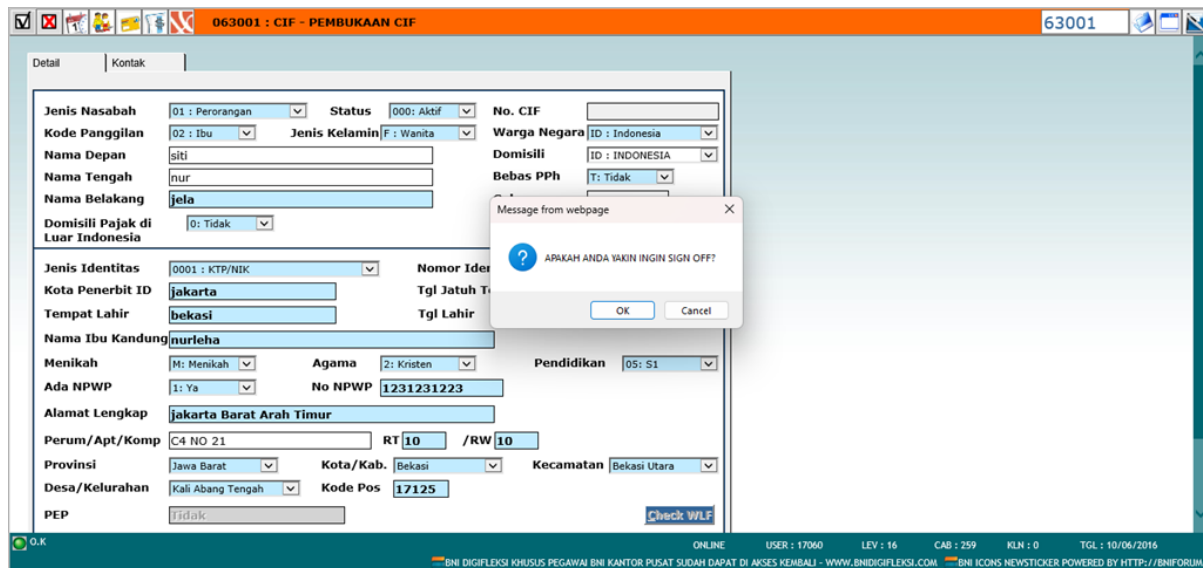 063001 : CIF - PEMBUKAAN CIF 63001
Detail Kontak
Jenis Nasabah 01 : Perorangan Status 000: Aktif No. CIF
Kode Panggilan 02 : Ibu Jenis Kelamin F : Wanita Warga Negara ID : Indonesia
Nama Depan siti Domisili ID : INDONESIA
Nama Tengah nur Bebas PPh T: Tidak
Nama Belakang jela
Domisili Pajak di 0: Tidak
Luar Indonesia
Message from webpage
APAKAH ANDA YAKIN INGIN SIGN OFF?
OK Cancel
Jenis Identitas 0001 : KTP/NIK Nomor
Kota Penerbit ID jakarta Tgl Jatuh
Tempat Lahir bekasi Tgl Lahir
Nama Ibu Kandung nurleha
Menikah M: Menikah Agama 2: Kristen Pendidikan 05: S1
Ada NPWP 1: Ya No NPWP 1231231223
Alamat Lengkap jakarta Barat Arah Timur
Perum/Apt/Komp C4 NO 21 RT 10 /RW 10
Provinsi Jawa Barat Kota/Kab. Bekasi Kecamatan Bekasi Utara
Desa/Kelurahan Kali Abang Tengah Kode Pos 17125
PEP Tidak Check WLF
O.K ONLINE USER : 17060 LEV : 16 CAB : 259 KLN : 0 TGL : 10/06/2016
BNI DIGIFLEKSI KHUSUS PEGAWAI BNI KANTOR PUSAT SUDAH DAPAT DI AKSES KEMBALI - WWW.BNIDIGIFLEKSI.COM BNI ICONS NEWSTICKER POWERED BY HTTP://BNIFORUM